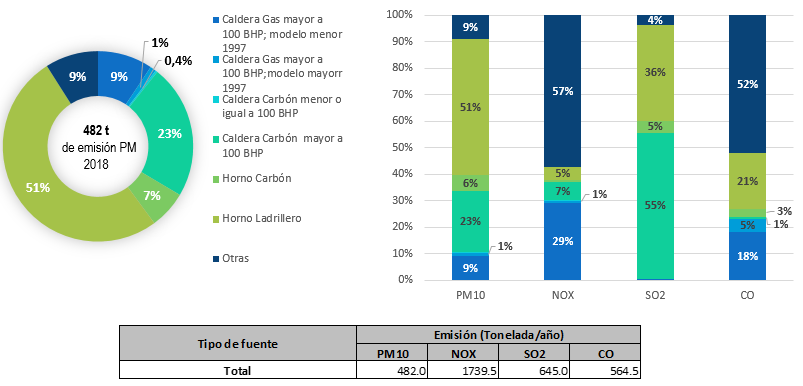 9%
9%
1%
0,4%
23%
7%
51%
482 t
de emisión PM
2018
Caldera Gas mayor a
100 BHP; modelo menor
1997
Caldera Gas mayor a
100 BHP;modelo mayorr
1997
Caldera Carbón menor o
igual a 100 BHP
Caldera Carbón mayor a
100 BHP
Horno Carbón
Horno Ladrillero
Otras
100%
90%
80%
70%
60%
50%
40%
30%
20%
10%
0%
9%
51%
6%
23%
1%
9%
57%
5%
7%
1%
29%
4%
36%
5%
55%
52%
21%
3%
1%
5%
18%
PM10 NOX SO2 CO
Tipo de fuente
Emisión (Tonelada/año)
PM10 NOX SO2 CO
Total 482.0 1739.5 645.0 564.5